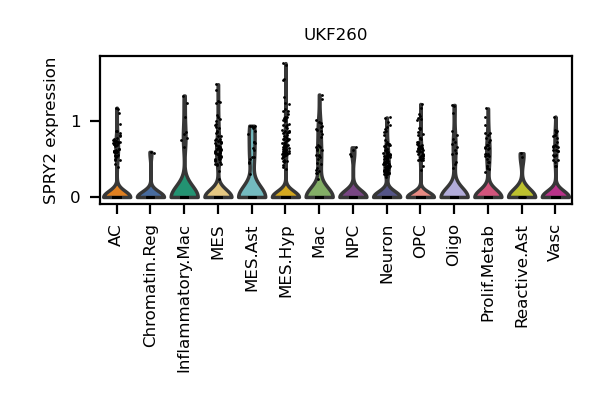 UKF260
SPRY2 expression
1
0
AC
Chromatin.Reg
Inflammatory.Mac
MES
MES.Ast
MES.Hyp
Mac
NPC
Neuron
OPC
Oligo
Prolif.Metab
Reactive.Ast
Vasc